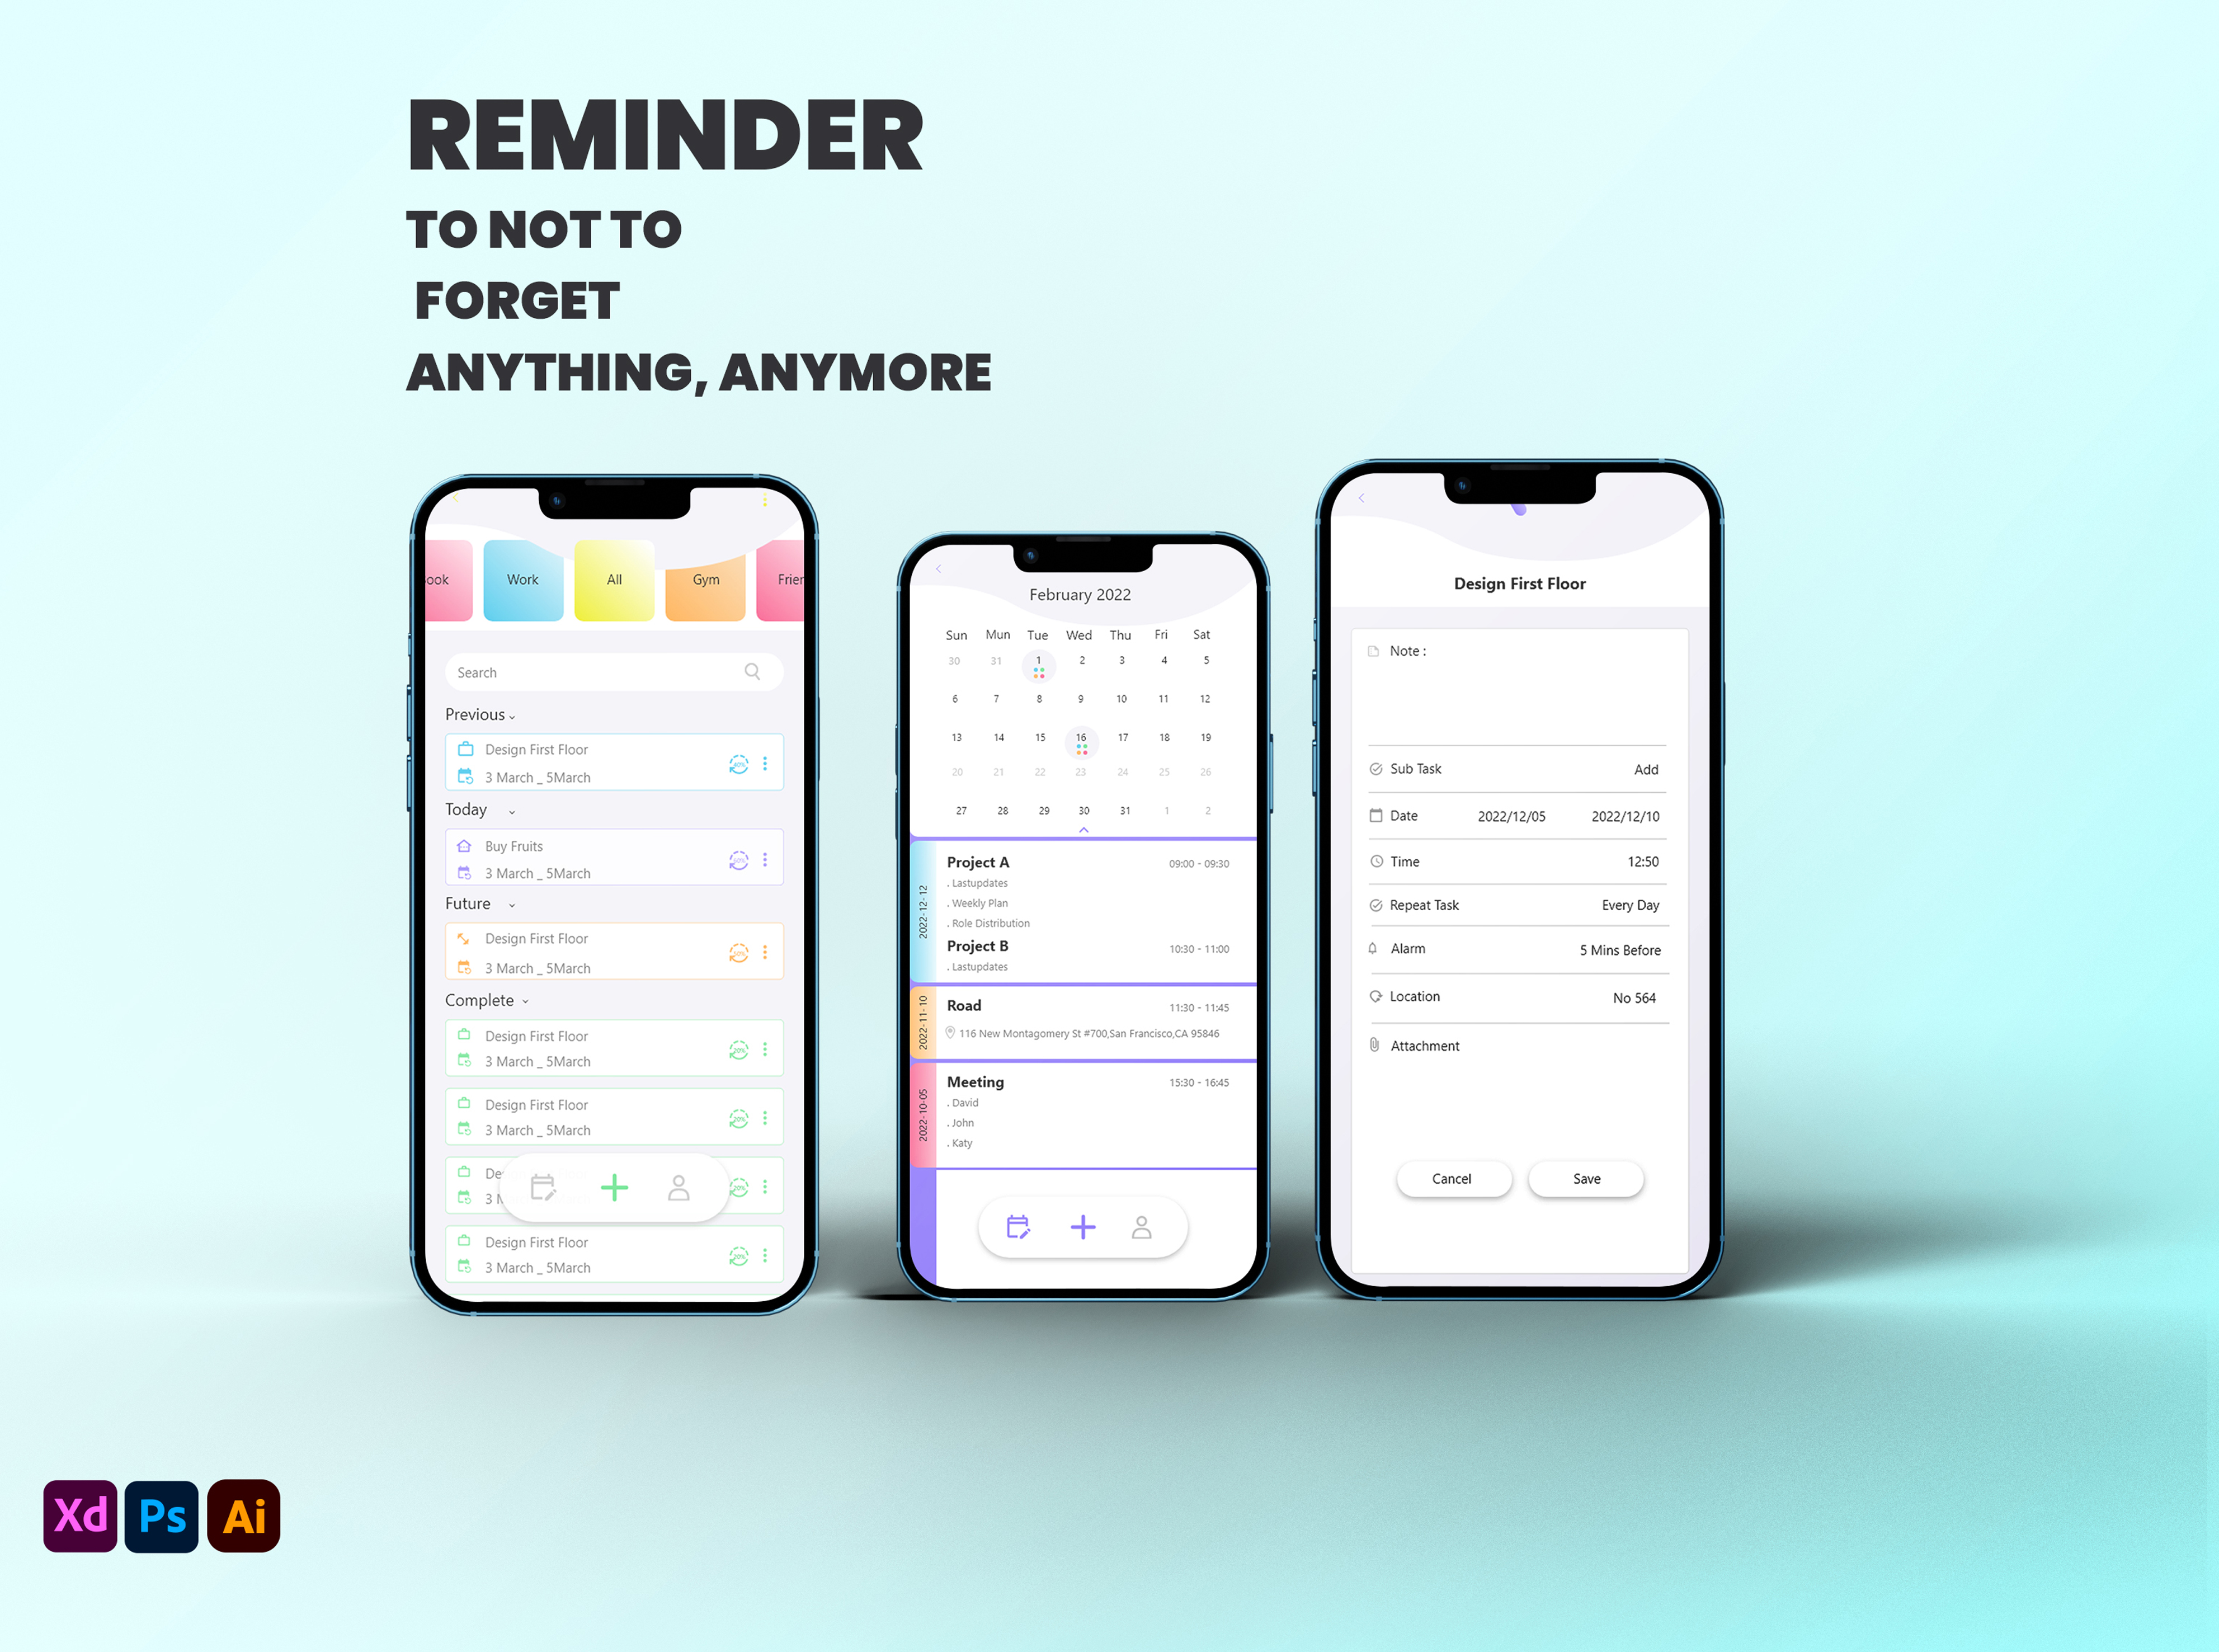 REMINDER
TO NOT TO
FORGET
ANYTHING, ANYMORE
ook Work All Gym Frien
Search
Previous
Design First Floor
40%
3 March _ 5March
Today
Buy Fruits
3 March _ 5March
Future
Design First Floor
50%
3 March _ 5March
Complete
Design First Floor
20%
3 March _ 5March
Design First Floor
20%
3 March _ 5March
De
20%
3 M
Design First Floor
20%
3 March _ 5March
February 2022
Sun Mun Tue Wed Thu Fri Sat
30 31 1 2 3 4 5
6 7 8 9 10 11 12
13 14 15 16 17 18 19
20 21 22 23 24 25 26
27 28 29 30 31 1 2
2022-12-12
Project A 09:00 - 09:30
. Lastupdates
. Weekly Plan
. Role Distribution
Project B 10:30 - 11:00
. Lastupdates
2022-11-10
Road 11:30 - 11:45
116 New Montagomery St #700,San Francisco,CA 95846
2022-10-05
Meeting 15:30 - 16:45
. David
. John
. Katy
Design First Floor
Note :
Sub Task Add
Date 2022/12/05 2022/12/10
Time 12:50
Repeat Task Every Day
Alarm 5 Mins Before
Location No 564
Attachment
Cancel Save
Xd Ps Ai